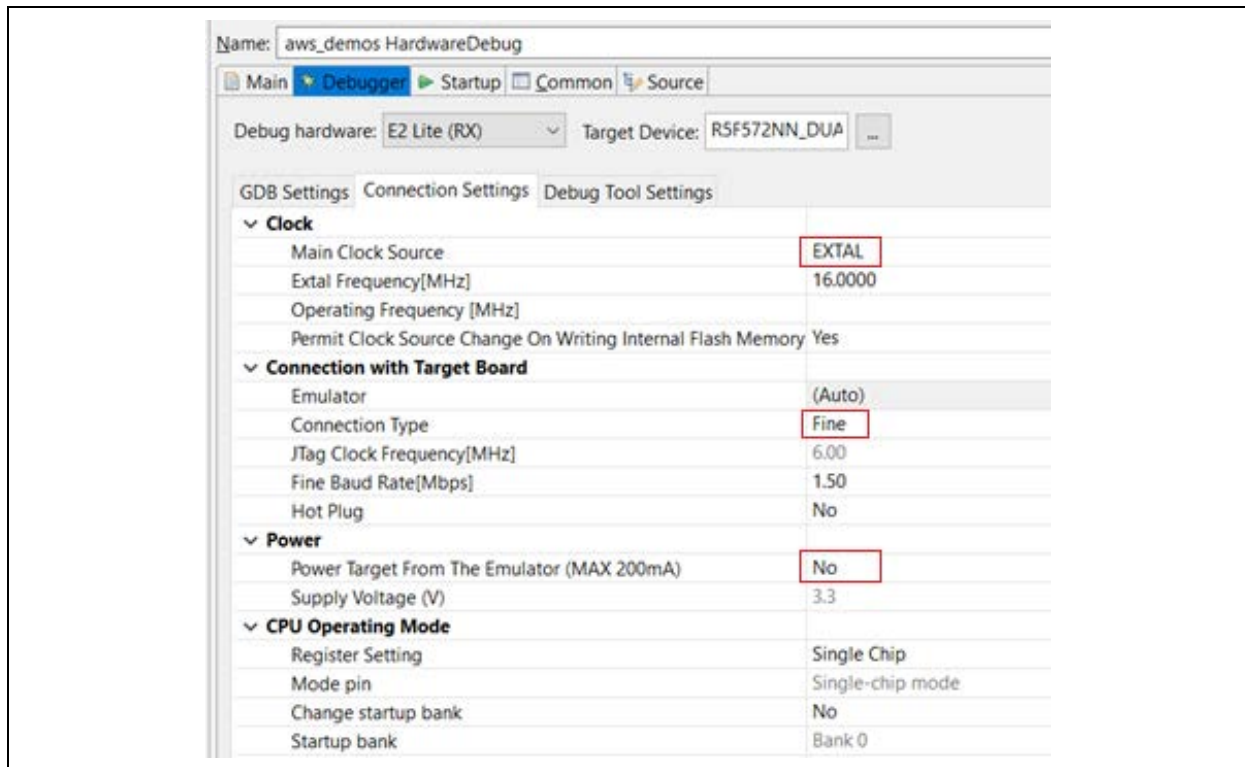 Name: aws_demos HardwareDebug
Main Debugger Startup Common Source
Debug hardware: E2 Lite (RX) Target Device: R5F572NN_DUA ...
GDB Settings Connection Settings Debug Tool Settings
Clock
Main Clock Source EXTAL
Extal Frequency[MHz] 16.0000
Operating Frequency [MHz]
Permit Clock Source Change On Writing Internal Flash Memory Yes
Connection with Target Board
Emulator (Auto)
Connection Type Fine
JTag Clock Frequency[MHz] 6.00
Fine Baud Rate[Mbps] 1.50
Hot Plug No
Power
Power Target From The Emulator (MAX 200mA) No
Supply Voltage (V) 3.3
CPU Operating Mode
Register Setting Single Chip
Mode pin Single-chip mode
Change startup bank No
Startup bank Bank 0